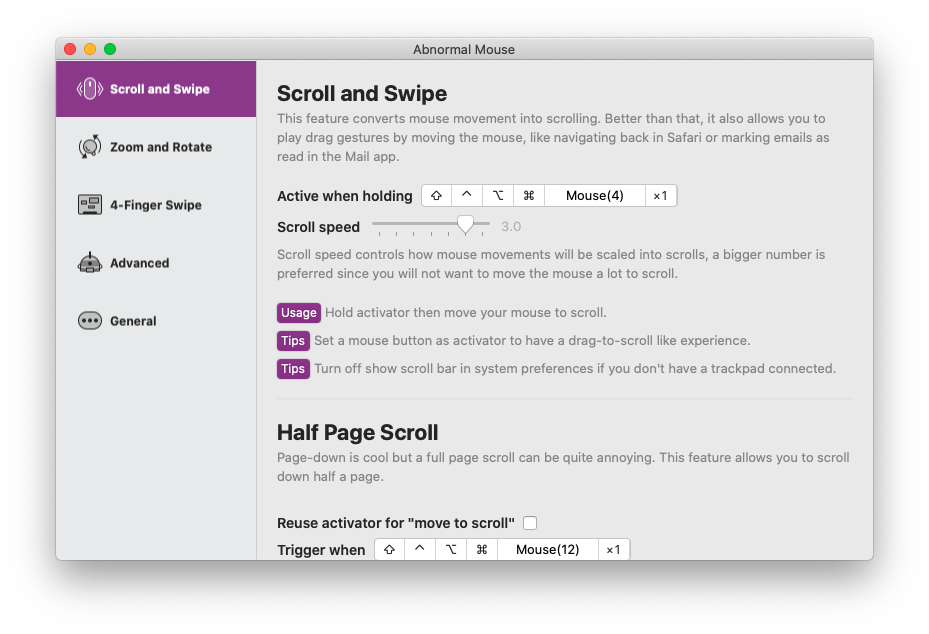 Abnormal Mouse
Scroll and Swipe
Zoom and Rotate
4-Finger Swipe
Advanced
General
Scroll and Swipe
This feature converts mouse movement into scrolling. Better than that, it also allows you to
play drag gestures by moving the mouse, like navigating back in Safari or marking emails as
read in the Mail app.
Active when holding ⇧ ^ ⌥ ⌘ Mouse(4) ×1
Scroll speed 3.0
Scroll speed controls how mouse movements will be scaled into scrolls, a bigger number is
preferred since you will not want to move the mouse a lot to scroll.
Usage Hold activator then move your mouse to scroll.
Tips Set a mouse button as activator to have a drag-to-scroll like experience.
Tips Turn off show scroll bar in system preferences if you don't have a trackpad connected.
Half Page Scroll
Page-down is cool but a full page scroll can be quite annoying. This feature allows you to scroll
down half a page.
Reuse activator for "move to scroll"
Trigger when ⇧ ^ ⌥ ⌘ Mouse(12) ×1